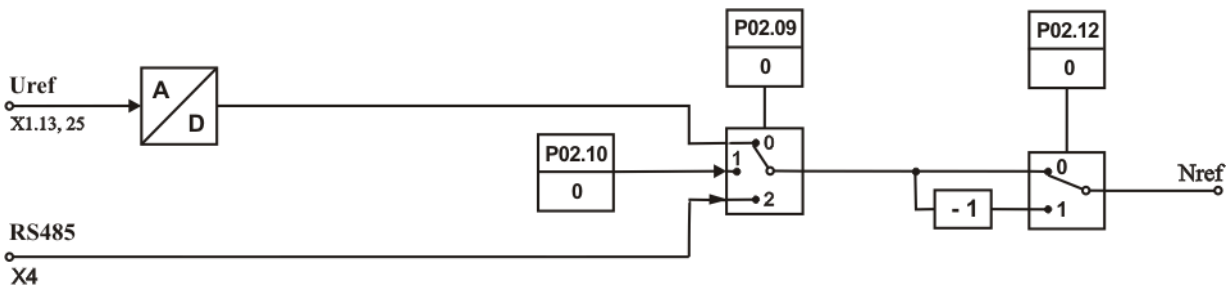 Uref
X1.13, 25
A
D
P02.09
0
P02.10
0
0
1
2
P02.12
0
0
- 1
1
Nref
RS485
X4